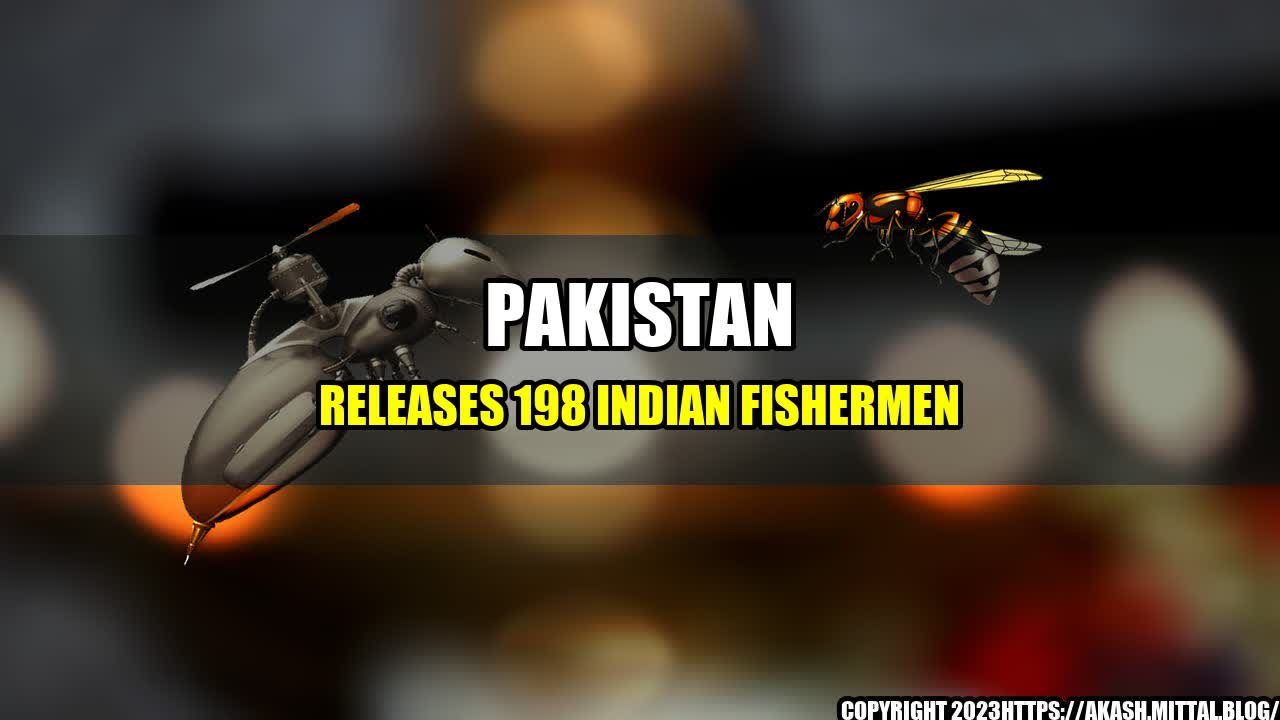 PAKISTAN
RELEASES 198 INDIAN FISHERMEN
COPYRIGHT 2023HTTPS://AKASH.MITTAL.BLOG/